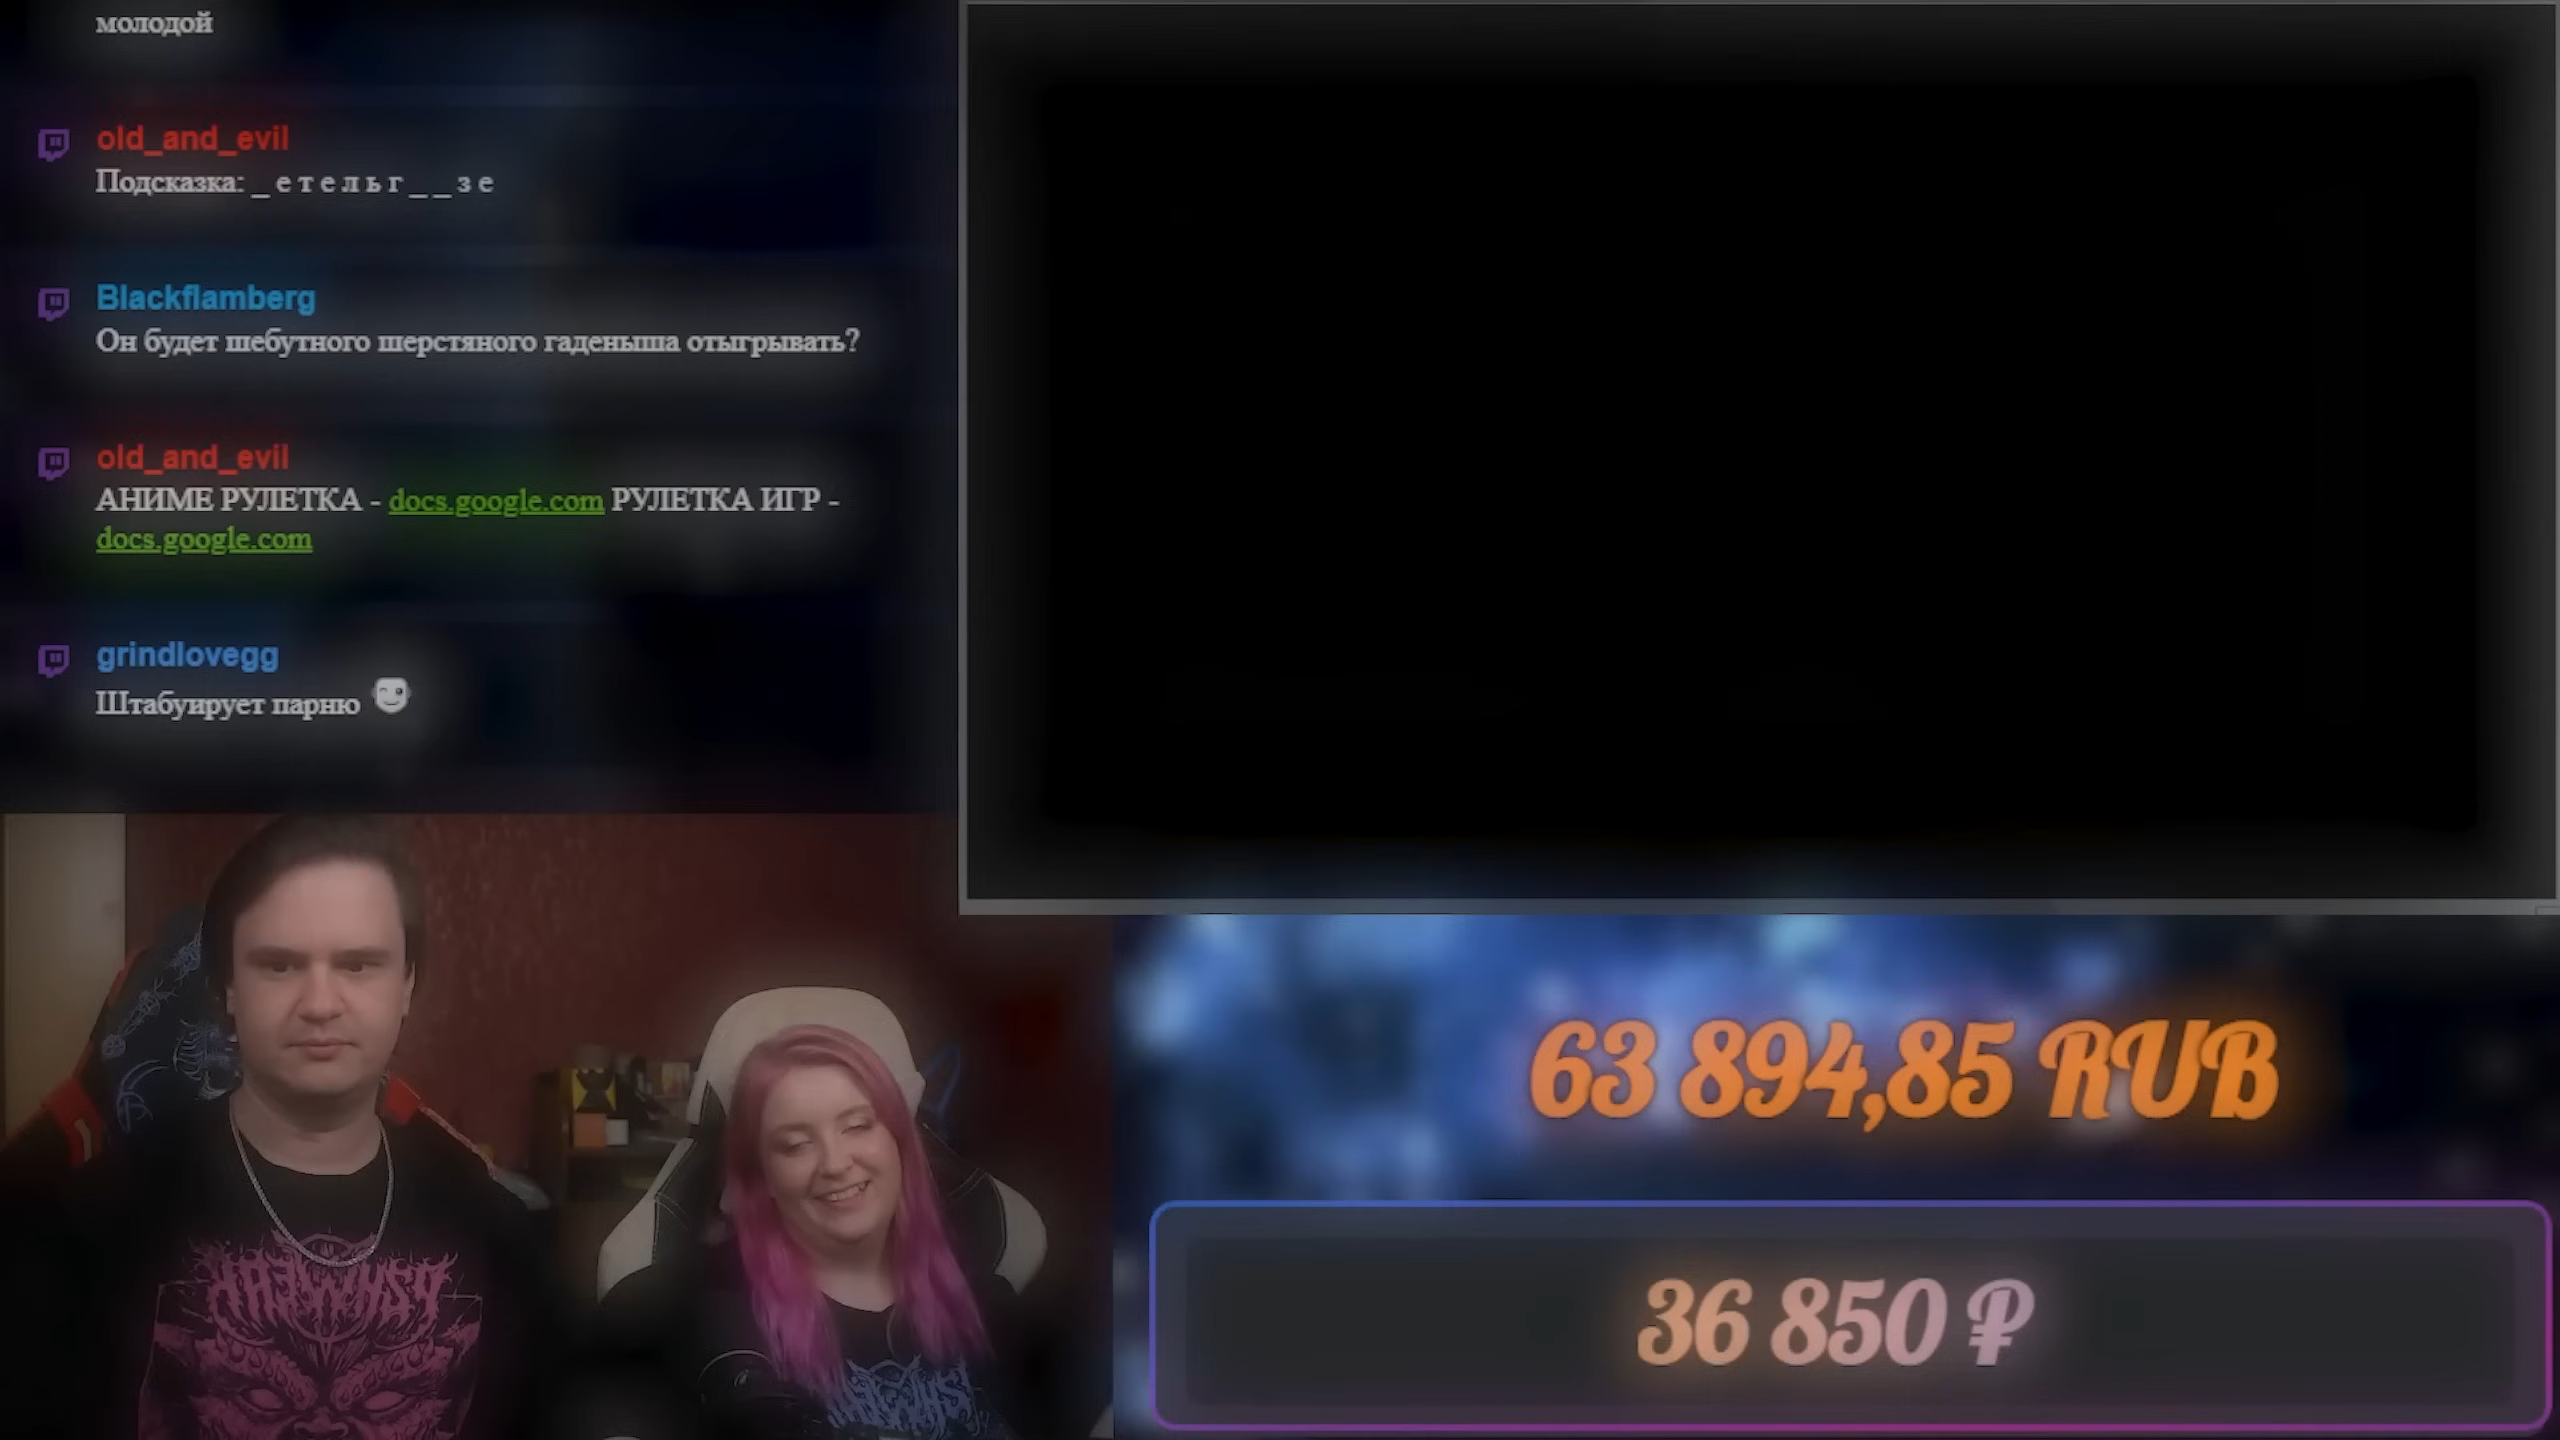 молодой
old_and_evil
Подсказка: _ е т е л ь г _ _ з е
Blackflamberg
Он будет шебутного шерстяного гаденыша отыгрывать?
old_and_evil
АНИМЕ РУЛЕТКА - docs.google.com РУЛЕТКА ИГР -
docs.google.com
grindlovegg
Штабуирует парню
63 894,85 RUB
36 850 ₽